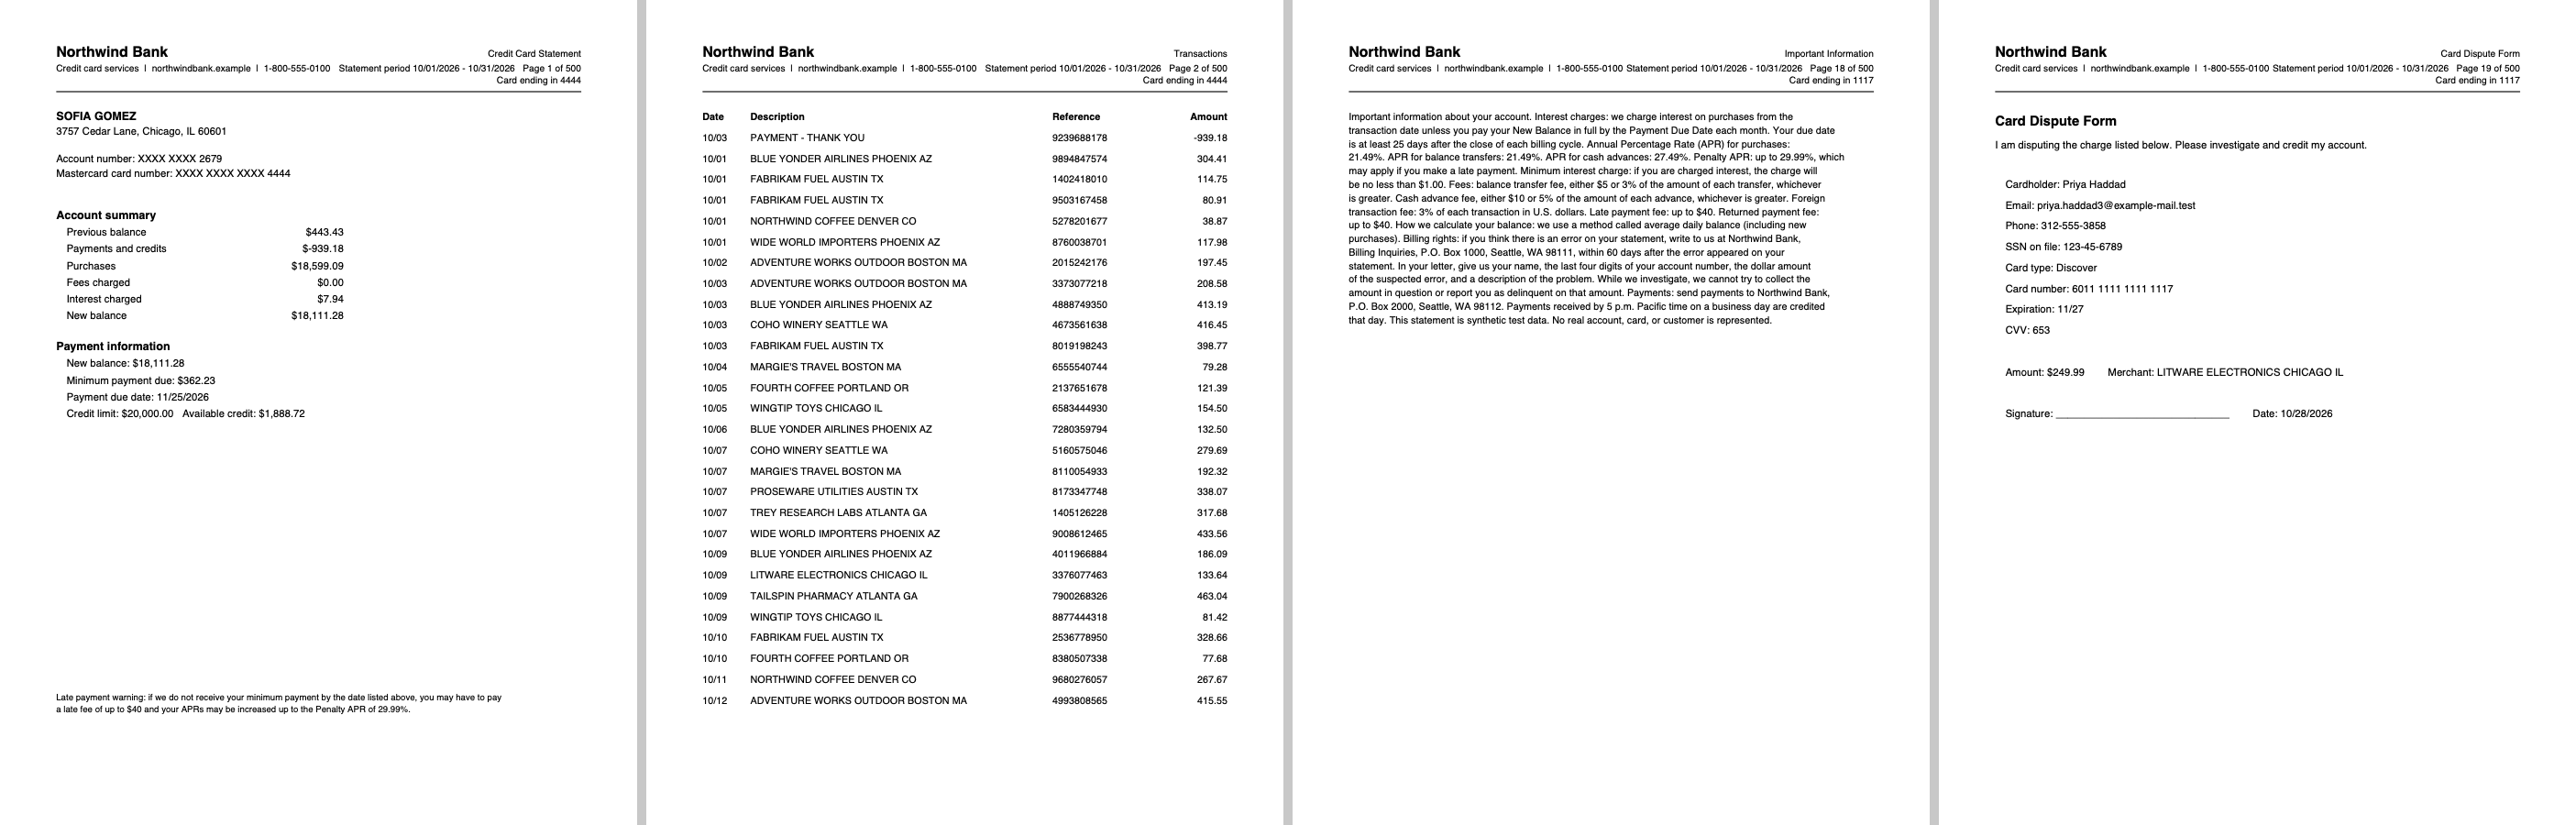 Northwind Bank
Credit Card Statement
Credit card services | northwindbank.example | 1-800-555-0100 Statement period 10/01/2026 - 10/31/2026 Page 1 of 500
Card ending in 4444
SOFIA GOMEZ
3757 Cedar Lane, Chicago, IL 60601
Account number: XXXX XXXX 2679
Mastercard card number: XXXX XXXX XXXX 4444
Account summary
Previous balance $443.43
Payments and credits $-939.18
Purchases $18,599.09
Fees charged $0.00
Interest charged $7.94
New balance $18,111.28
Payment information
New balance: $18,111.28
Minimum payment due: $362.23
Payment due date: 11/25/2026
Credit limit: $20,000.00 Available credit: $1,888.72
Late payment warning: if we do not receive your minimum payment by the date listed above, you may have to pay
a late fee of up to $40 and your APRs may be increased up to the Penalty APR of 29.99%.
Northwind Bank
Transactions
Credit card services | northwindbank.example | 1-800-555-0100 Statement period 10/01/2026 - 10/31/2026 Page 2 of 500
Card ending in 4444
Date Description Reference Amount
10/03 PAYMENT - THANK YOU 9239688178 -939.18
10/01 BLUE YONDER AIRLINES PHOENIX AZ 9894847574 304.41
10/01 FABRIKAM FUEL AUSTIN TX 1402418010 114.75
10/01 FABRIKAM FUEL AUSTIN TX 9503167458 80.91
10/01 NORTHWIND COFFEE DENVER CO 5278201677 38.87
10/01 WIDE WORLD IMPORTERS PHOENIX AZ 8760038701 117.98
10/02 ADVENTURE WORKS OUTDOOR BOSTON MA 2015242176 197.45
10/03 ADVENTURE WORKS OUTDOOR BOSTON MA 3373077218 208.58
10/03 BLUE YONDER AIRLINES PHOENIX AZ 4888749350 413.19
10/03 COHO WINERY SEATTLE WA 4673561638 416.45
10/03 FABRIKAM FUEL AUSTIN TX 8019198243 398.77
10/04 MARGIE'S TRAVEL BOSTON MA 6555540744 79.28
10/05 FOURTH COFFEE PORTLAND OR 2137651678 121.39
10/05 WINGTIP TOYS CHICAGO IL 6583444930 154.50
10/06 BLUE YONDER AIRLINES PHOENIX AZ 7280359794 132.50
10/07 COHO WINERY SEATTLE WA 5160575046 279.69
10/07 MARGIE'S TRAVEL BOSTON MA 8110054933 192.32
10/07 PROSEWARE UTILITIES AUSTIN TX 8173347748 338.07
10/07 TREY RESEARCH LABS ATLANTA GA 1405126228 317.68
10/07 WIDE WORLD IMPORTERS PHOENIX AZ 9008612465 433.56
10/09 BLUE YONDER AIRLINES PHOENIX AZ 4011966884 186.09
10/09 LITWARE ELECTRONICS CHICAGO IL 3376077463 133.64
10/09 TAILSPIN PHARMACY ATLANTA GA 7900268326 463.04
10/09 WINGTIP TOYS CHICAGO IL 8877444318 81.42
10/10 FABRIKAM FUEL AUSTIN TX 2536778950 328.66
10/10 FOURTH COFFEE PORTLAND OR 8380507338 77.68
10/11 NORTHWIND COFFEE DENVER CO 9680276057 267.67
10/12 ADVENTURE WORKS OUTDOOR BOSTON MA 4993808565 415.55
Northwind Bank
Important Information
Credit card services | northwindbank.example | 1-800-555-0100 Statement period 10/01/2026 - 10/31/2026 Page 18 of 500
Card ending in 1117
Important information about your account. Interest charges: we charge interest on purchases from the
transaction date unless you pay your New Balance in full by the Payment Due Date each month. Your due date
is at least 25 days after the close of each billing cycle. Annual Percentage Rate (APR) for purchases:
21.49%. APR for balance transfers: 21.49%. APR for cash advances: 27.49%. Penalty APR: up to 29.99%, which
may apply if you make a late payment. Minimum interest charge: if you are charged interest, the charge will
be no less than $1.00. Fees: balance transfer fee, either $5 or 3% of the amount of each transfer, whichever
is greater. Cash advance fee, either $10 or 5% of the amount of each advance, whichever is greater. Foreign
transaction fee: 3% of each transaction in U.S. dollars. Late payment fee: up to $40. Returned payment fee:
up to $40. How we calculate your balance: we use a method called average daily balance (including new
purchases). Billing rights: if you think there is an error on your statement, write to us at Northwind Bank,
Billing Inquiries, P.O. Box 1000, Seattle, WA 98111, within 60 days after the error appeared on your
statement. In your letter, give us your name, the last four digits of your account number, the dollar amount
of the suspected error, and a description of the problem. While we investigate, we cannot try to collect the
amount in question or report you as delinquent on that amount. Payments: send payments to Northwind Bank,
P.O. Box 2000, Seattle, WA 98112. Payments received by 5 p.m. Pacific time on a business day are credited
that day. This statement is synthetic test data. No real account, card, or customer is represented.
Northwind Bank
Card Dispute Form
Credit card services | northwindbank.example | 1-800-555-0100 Statement period 10/01/2026 - 10/31/2026 Page 19 of 500
Card ending in 1117
Card Dispute Form
I am disputing the charge listed below. Please investigate and credit my account.
Cardholder: Priya Haddad
Email: priya.haddad3@example-mail.test
Phone: 312-555-3858
SSN on file: 123-45-6789
Card type: Discover
Card number: 6011 1111 1111 1117
Expiration: 11/27
CVV: 653
Amount: $249.99 Merchant: LITWARE ELECTRONICS CHICAGO IL
Signature: ______________________________ Date: 10/28/2026